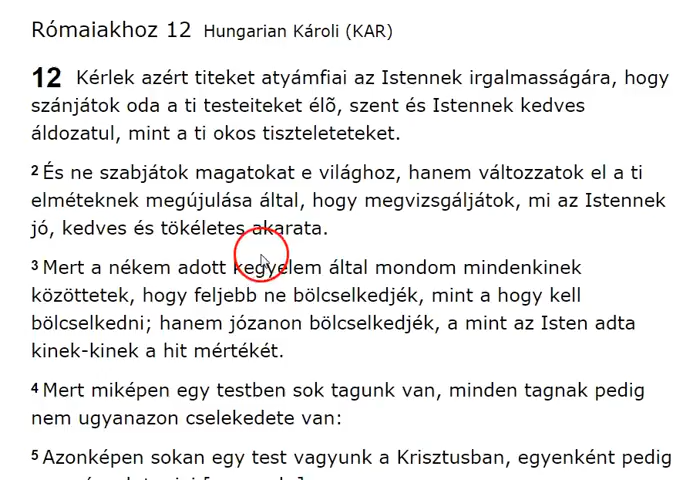 Rómaiakhoz 12 Hungarian Károli (KAR)
12 Kérlek azért titeket atyámfiai az Istennek irgalmasságára, hogy
szánjátok oda a ti testeiteket élõ, szent és Istennek kedves
áldozatul, mint a ti okos tiszteleteteket.
2 És ne szabjátok magatokat e világhoz, hanem változzatok el a ti
elméteknek megújulása által, hogy megvizsgáljátok, mi az Istennek
jó, kedves és tökéletes akarata.
3 Mert a nékem adott kegyelem által mondom mindenkinek
közöttetek, hogy feljebb ne bölcselkedjék, mint a hogy kell
bölcselkedni; hanem józanon bölcselkedjék, a mint az Isten adta
kinek-kinek a hit mértékét.
4 Mert miképen egy testben sok tagunk van, minden tagnak pedig
nem ugyanazon cselekedete van:
5 Azonképen sokan egy test vagyunk a Krisztusban, egyenként pedig